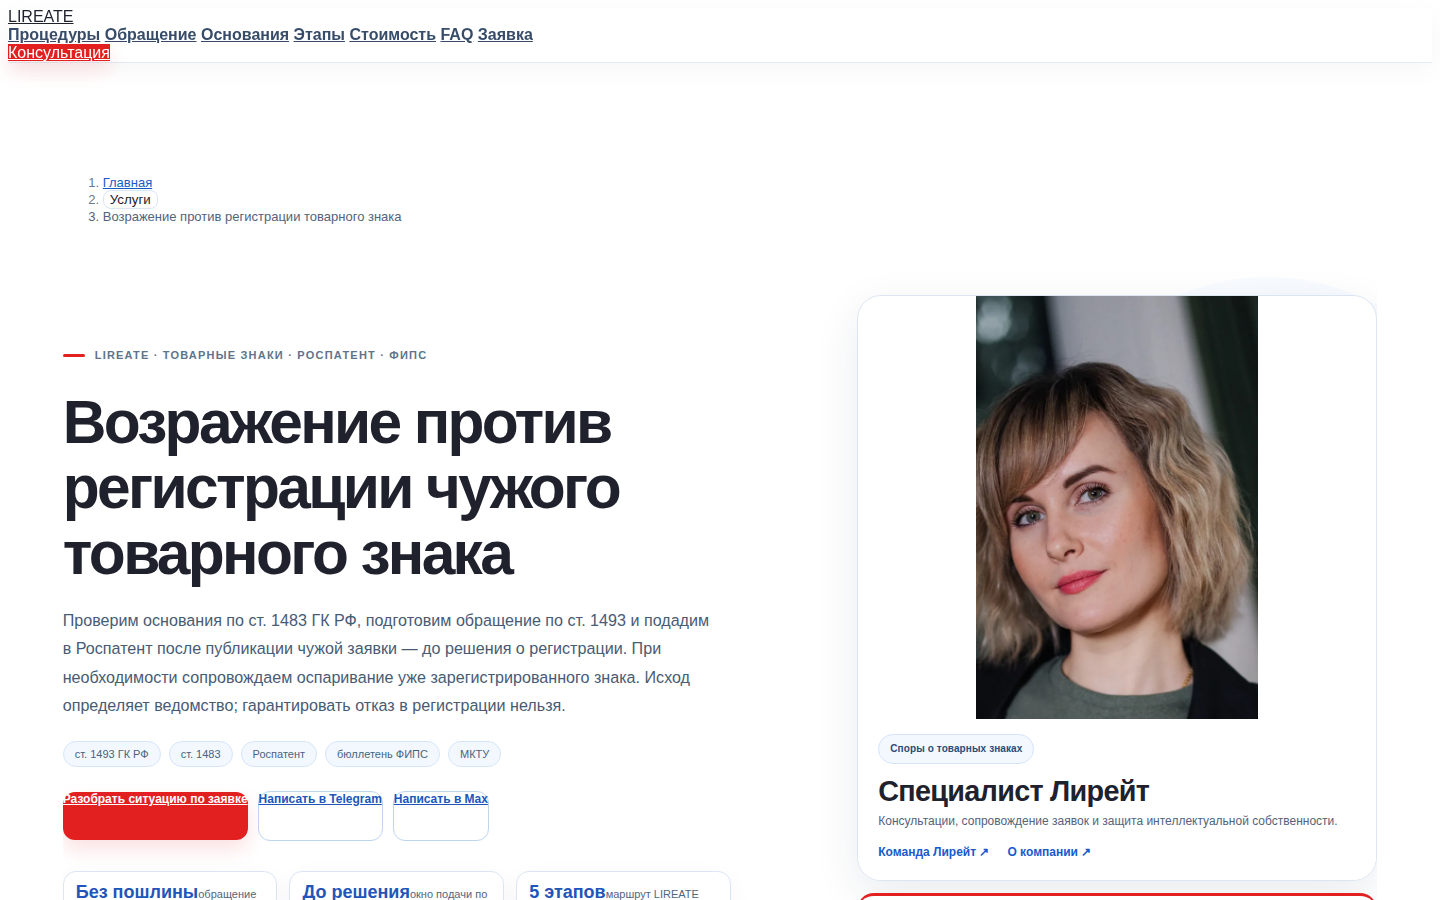 LIREATE
Процедуры Обращение Основания Этапы Стоимость FAQ Заявка
Консультация
1. Главная
2. Услуги
3. Возражение против регистрации товарного знака
LIREATE · ТОВАРНЫЕ ЗНАКИ · РОСПАТЕНТ · ФИПС
Возражение против
регистрации чужого
товарного знака
Проверим основания по ст. 1483 ГК РФ, подготовим обращение по ст. 1493 и подадим
в Роспатент после публикации чужой заявки — до решения о регистрации. При
необходимости сопровождаем оспаривание уже зарегистрированного знака. Исход
определяет ведомство; гарантировать отказ в регистрации нельзя.
ст. 1493 ГК РФ ст. 1483 Роспатент бюллетень ФИПС МКТУ
Разобрать ситуацию по заявке Написать в Telegram Написать в Max
Без пошлины обращение До решения окно подачи по 5 этапов маршрут LIREATE
Споры о товарных знаках
Специалист Лирейт
Консультации, сопровождение заявок и защита интеллектуальной собственности.
Команда Лирейт ↗ О компании ↗